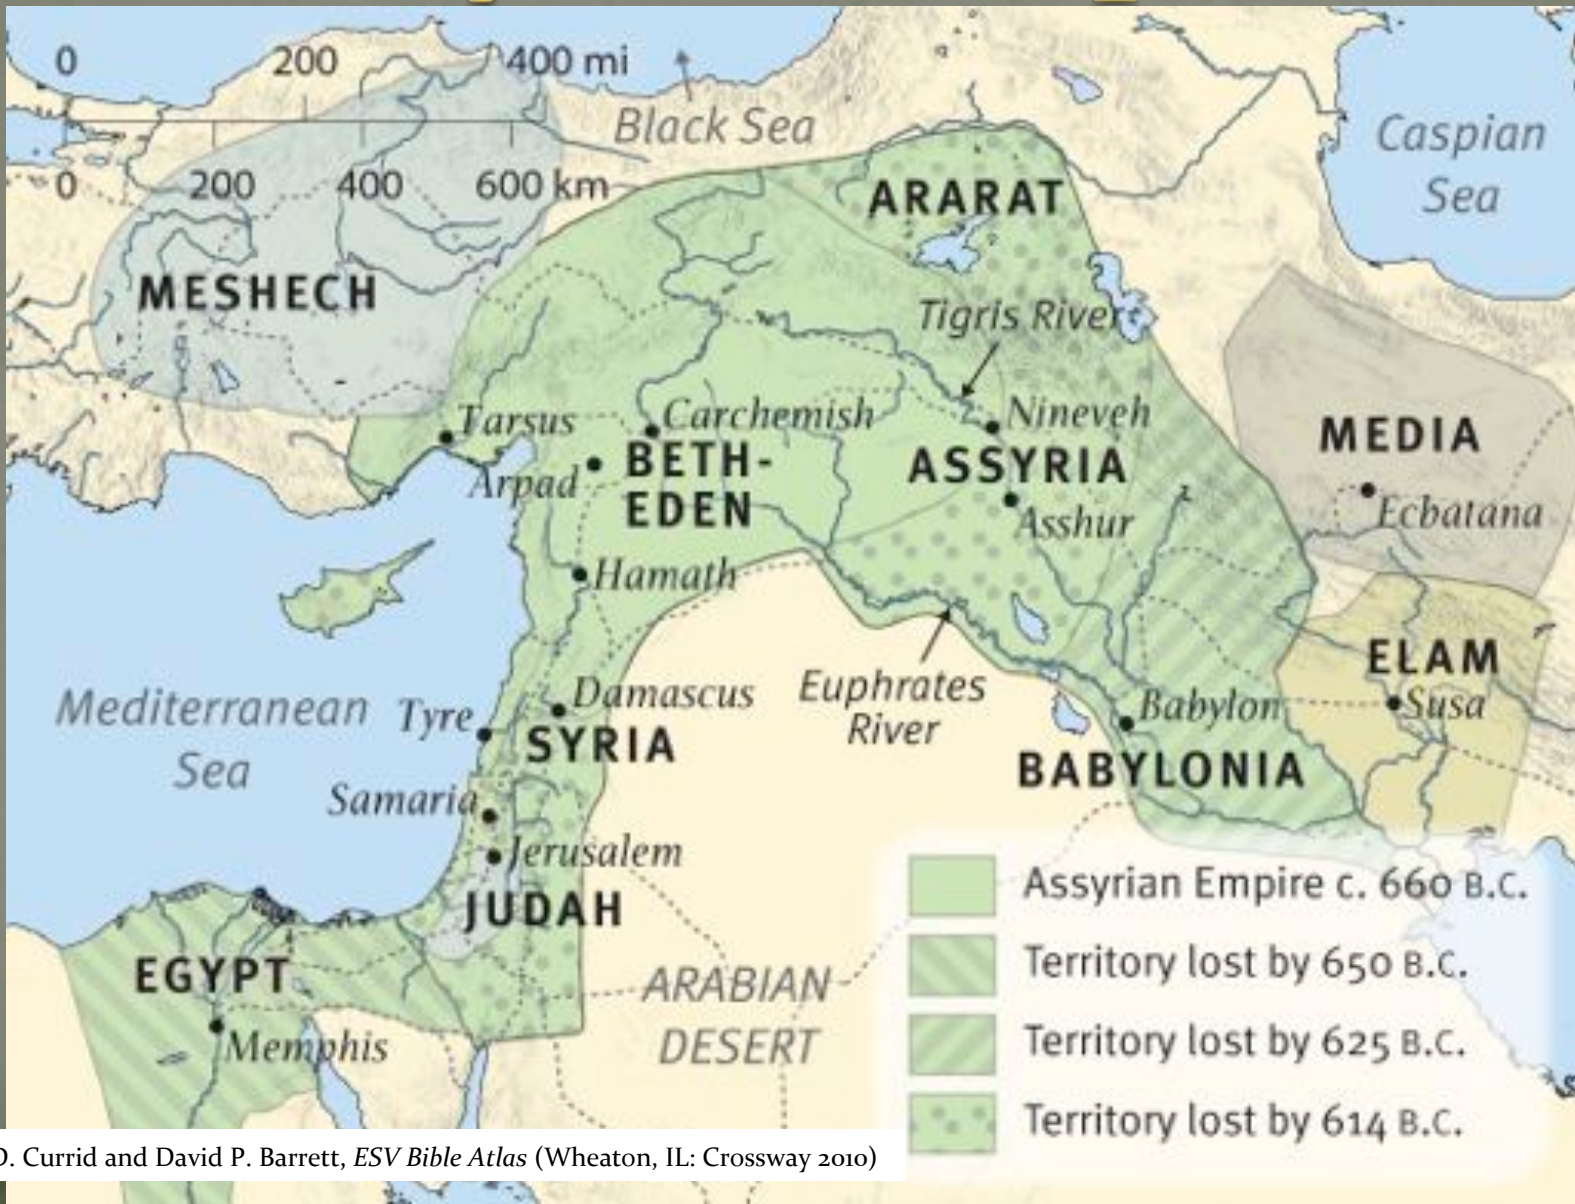 0 200 400 mi
Black Sea
Caspian
Sea
0 200 400 600 km
ARARAT
MESHECH
Tigris River
Tarsus
Carchemish
Nineveh
MEDIA
Arpad
BETH-
EDEN
ASSYRIA
Ecbatana
Asshur
Hamath
ELAM
Susa
Mediterranean
Sea
Tyre
Damascus
SYRIA
Euphrates
River
Babylon
BABYLONIA
Samaria
Jerusalem
JUDAH
EGYPT
Memphis
ARABIAN
DESERT
Assyrian Empire c. 660 B.C.
Territory lost by 650 B.C.
Territory lost by 625 B.C.
Territory lost by 614 B.C.
D. Currid and David P. Barrett, ESV Bible Atlas (Wheaton, IL: Crossway 2010)